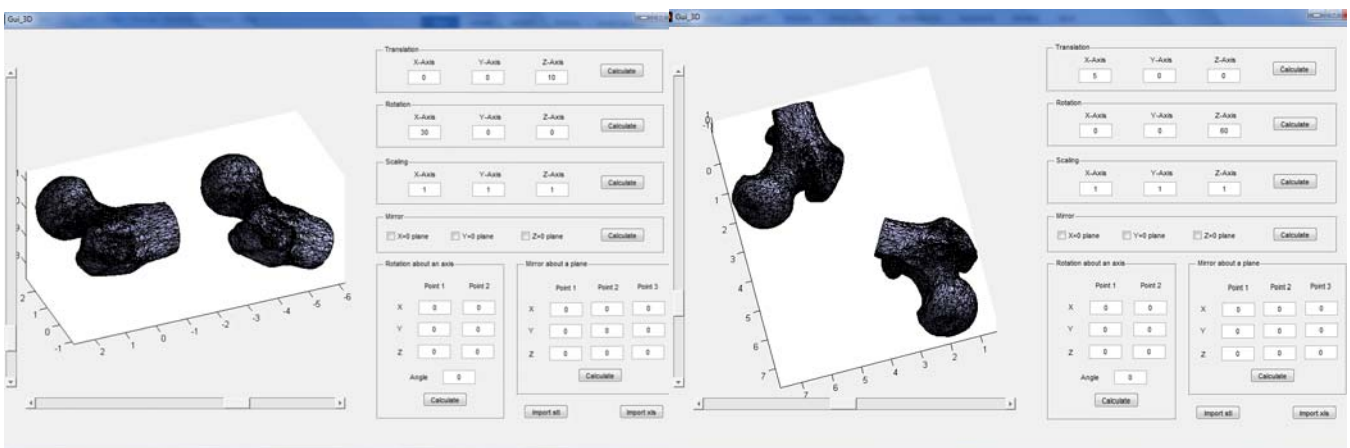 Gui_3D
Translation
X-Axis Y-Axis Z-Axis
0 0 10 Calculate
Rotation
X-Axis Y-Axis Z-Axis
30 0 0 Calculate
Scaling
X-Axis Y-Axis Z-Axis
1 1 1 Calculate
Mirror
X=0 plane Y=0 plane Z=0 plane Calculate
Rotation about an axis
Point 1 Point 2
X 0 0
Y 0 0
Z 0 0
Angle 0
Calculate
Mirror about a plane
Point 1 Point 2 Point 3
X 0 0 0
Y 0 0 0
Z 0 0 0
Calculate
Import stl Import xls
2 1 0 -1
2 1 0 -1 -2 -3 -4 -5 -6
Gui_3D
Translation
X-Axis Y-Axis Z-Axis
5 0 0 Calculate
Rotation
X-Axis Y-Axis Z-Axis
0 0 60 Calculate
Scaling
X-Axis Y-Axis Z-Axis
1 1 1 Calculate
Mirror
X=0 plane Y=0 plane Z=0 plane Calculate
Rotation about an axis
Point 1 Point 2
X 0 0
Y 0 0
Z 0 0
Angle 0
Calculate
Mirror about a plane
Point 1 Point 2 Point 3
X 0 0 0
Y 0 0 0
Z 0 0 0
Calculate
Import stl Import xls
0 1 2 3 4 5 6 7
7 6 5 4 3 2 1